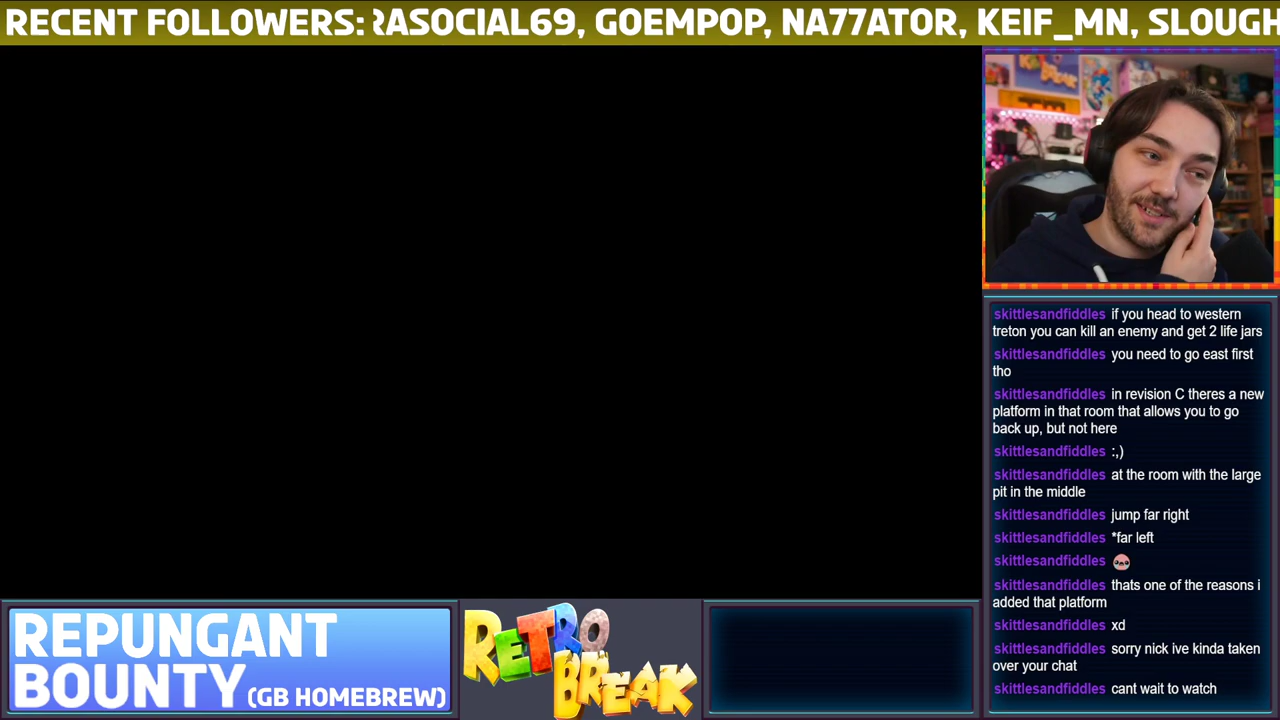 RECENT FOLLOWERS: RASOCIAL69, GOEMPOP, NA77ATOR, KEIF_MN, SLOUGH
skittlesandfiddles if you head to western
treton you can kill an enemy and get 2 life jars
skittlesandfiddles you need to go east first
tho
skittlesandfiddles in revision C theres a new
platform in that room that allows you to go
back up, but not here
skittlesandfiddles :,)
skittlesandfiddles at the room with the large
pit in the middle
skittlesandfiddles jump far right
skittlesandfiddles *far left
skittlesandfiddles
skittlesandfiddles thats one of the reasons i
added that platform
skittlesandfiddles xd
skittlesandfiddles sorry nick ive kinda taken
over your chat
skittlesandfiddles cant wait to watch
REPUNGANT
BOUNTY (GB HOMEBREW)
RETRO
BREAK